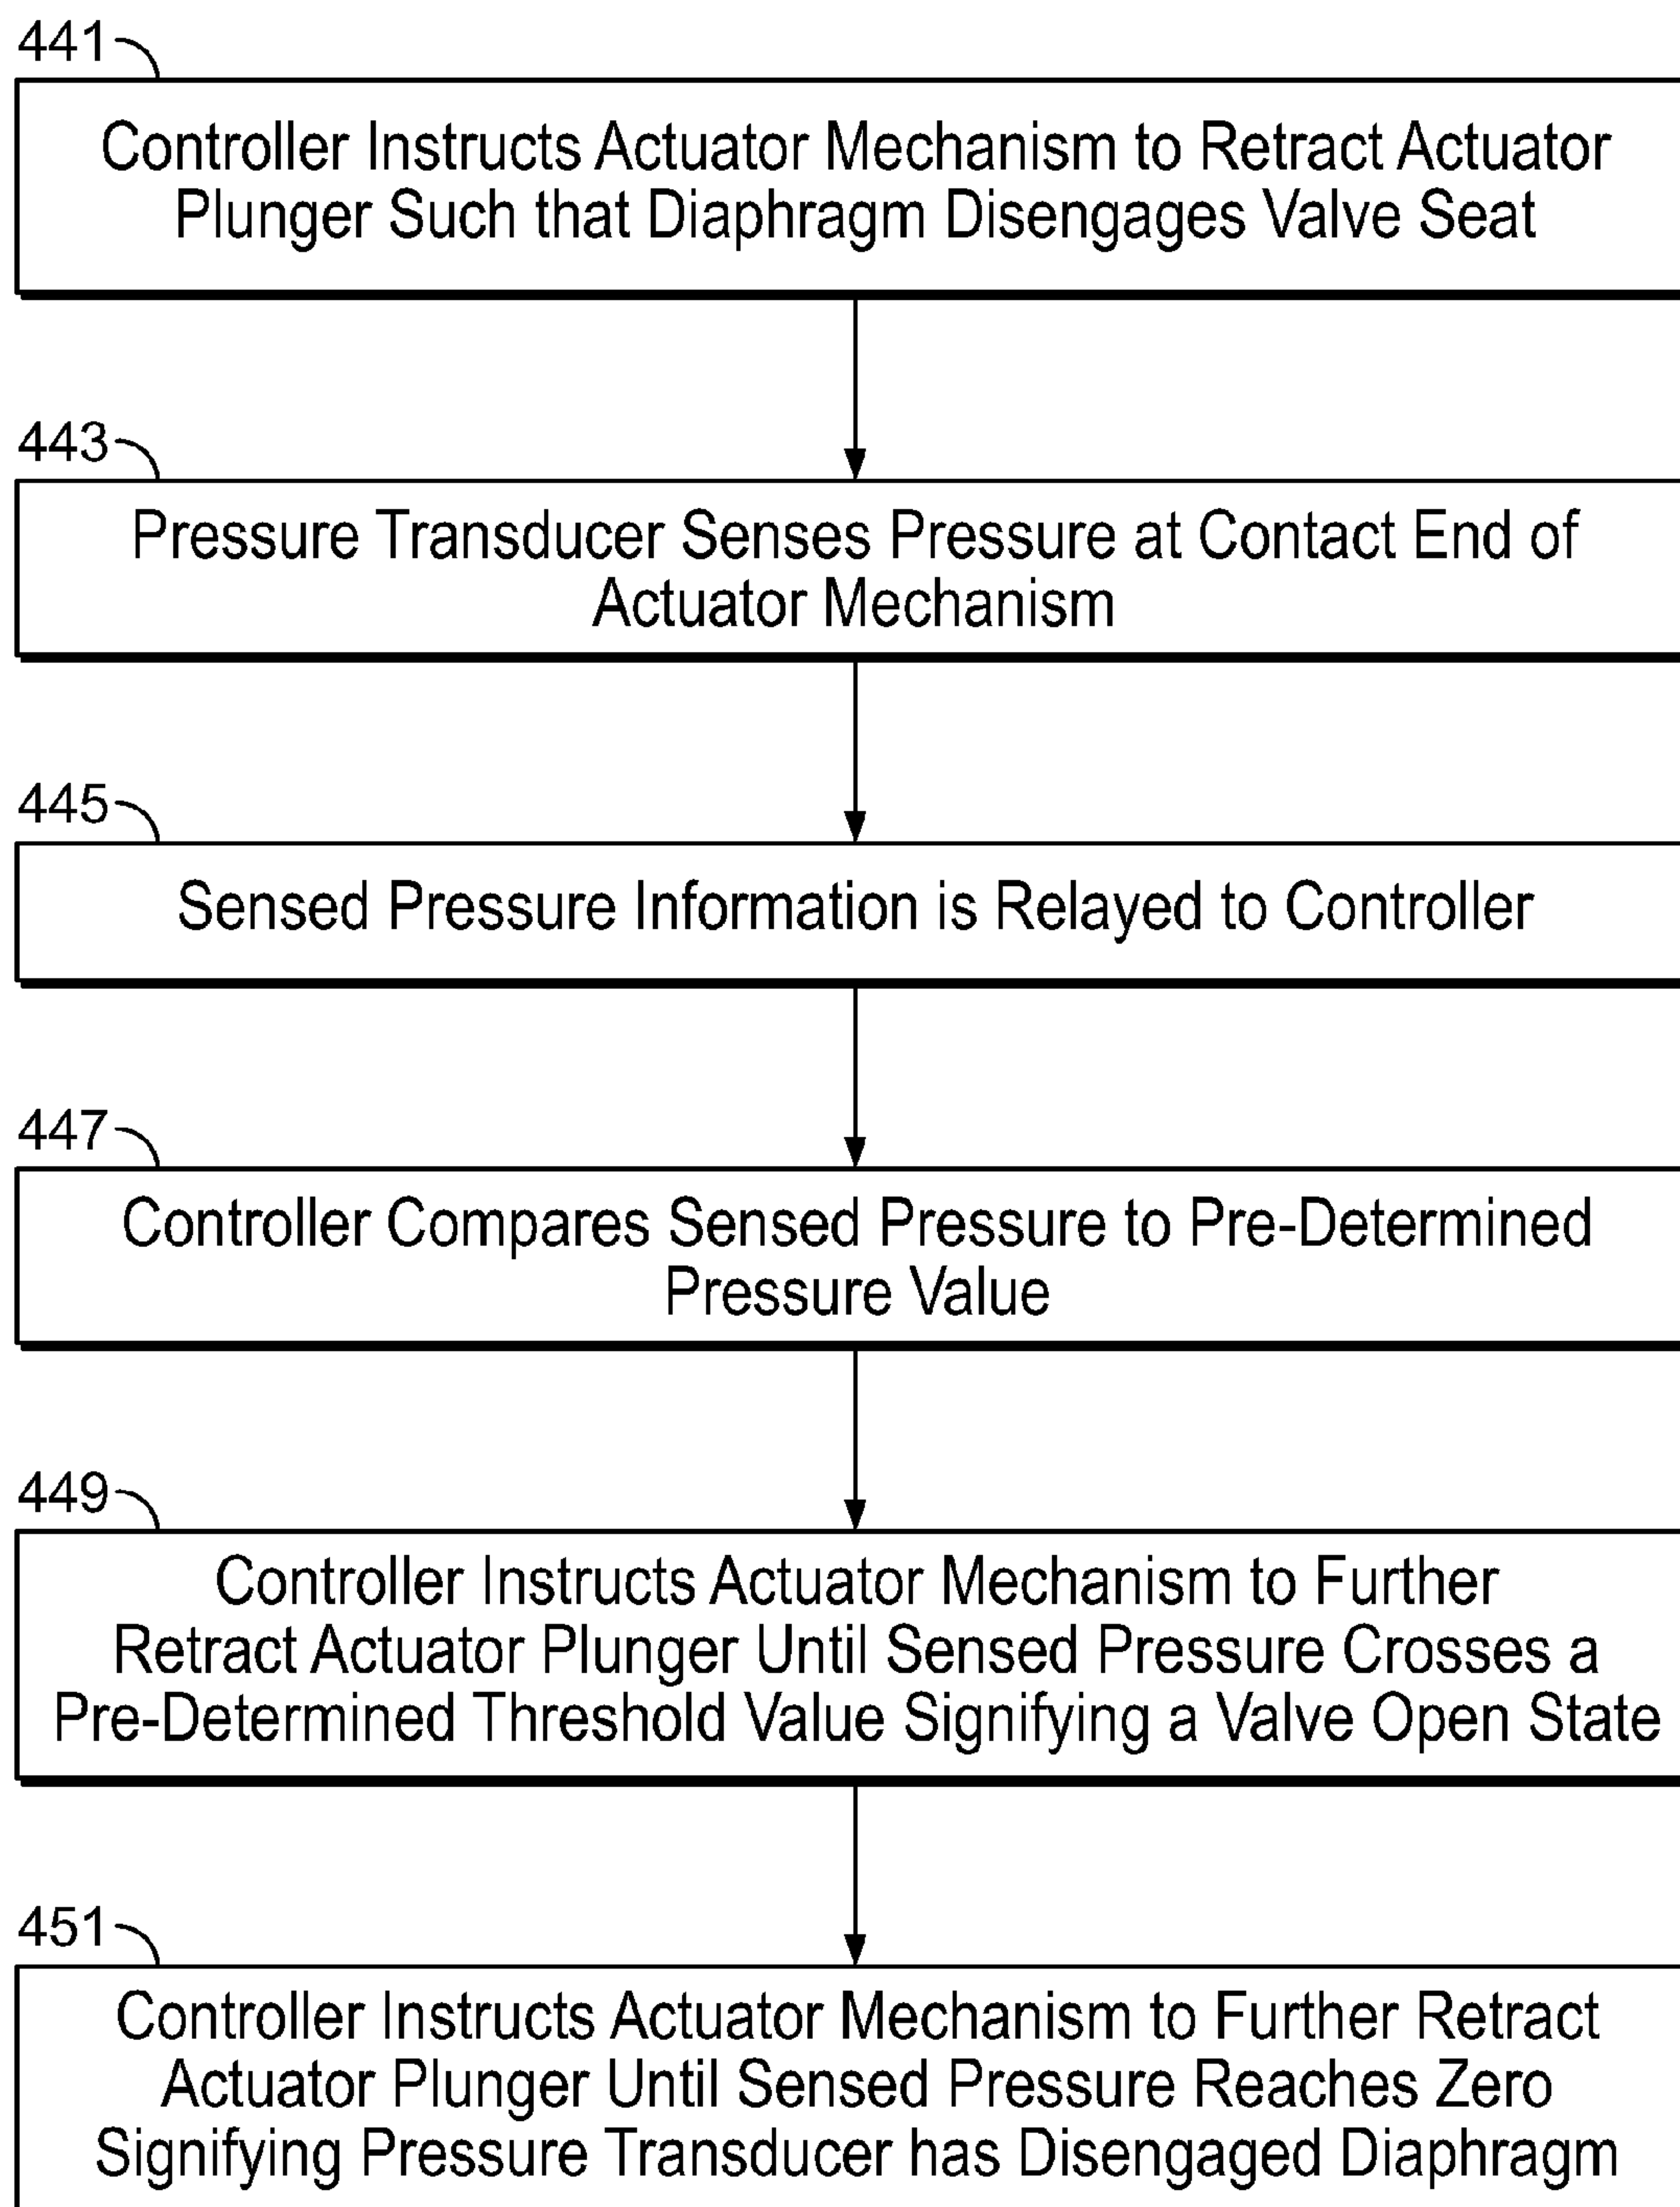 441
Controller Instructs Actuator Mechanism to Retract Actuator
Plunger Such that Diaphragm Disengages Valve Seat
443
Pressure Transducer Senses Pressure at Contact End of
Actuator Mechanism
445
Sensed Pressure Information is Relayed to Controller
447
Controller Compares Sensed Pressure to Pre-Determined
Pressure Value
449
Controller Instructs Actuator Mechanism to Further
Retract Actuator Plunger Until Sensed Pressure Crosses a
Pre-Determined Threshold Value Signifying a Valve Open State
451
Controller Instructs Actuator Mechanism to Further Retract
Actuator Plunger Until Sensed Pressure Reaches Zero
Signifying Pressure Transducer has Disengaged Diaphragm